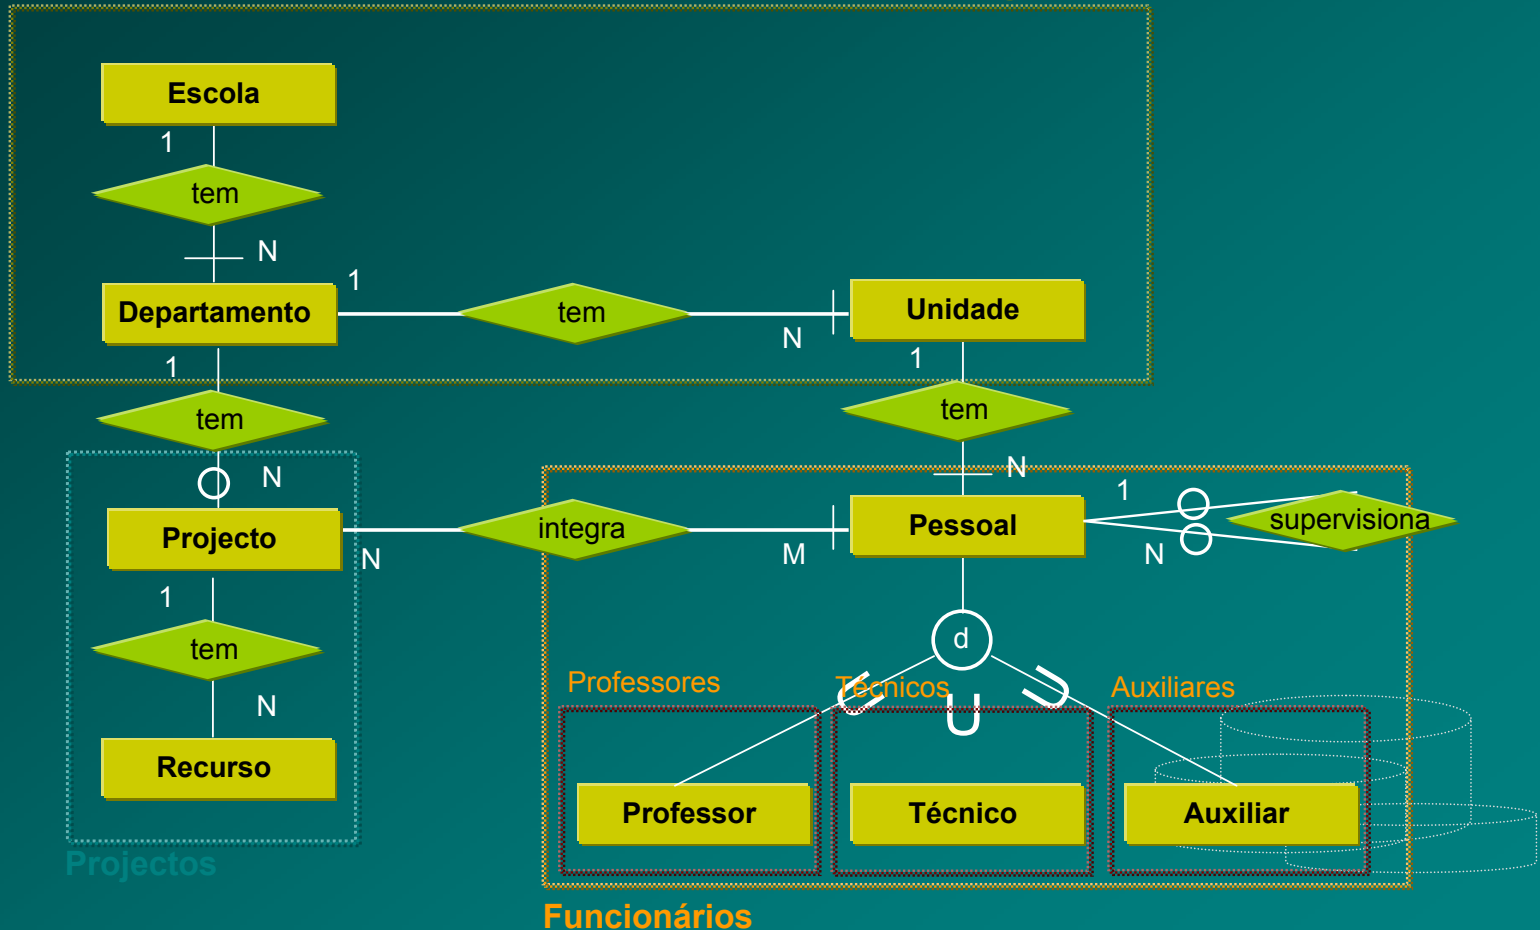 Escola
1
tem
N
Departamento
1
tem
N
Unidade
1
1
tem
tem
N
N
Projecto
N
integra
M
Pessoal
1
N
supervisiona
1
tem
N
Recurso
d
Professores
Técnicos
Auxiliares
Professor
Técnico
Auxiliar
Projectos
Funcionários